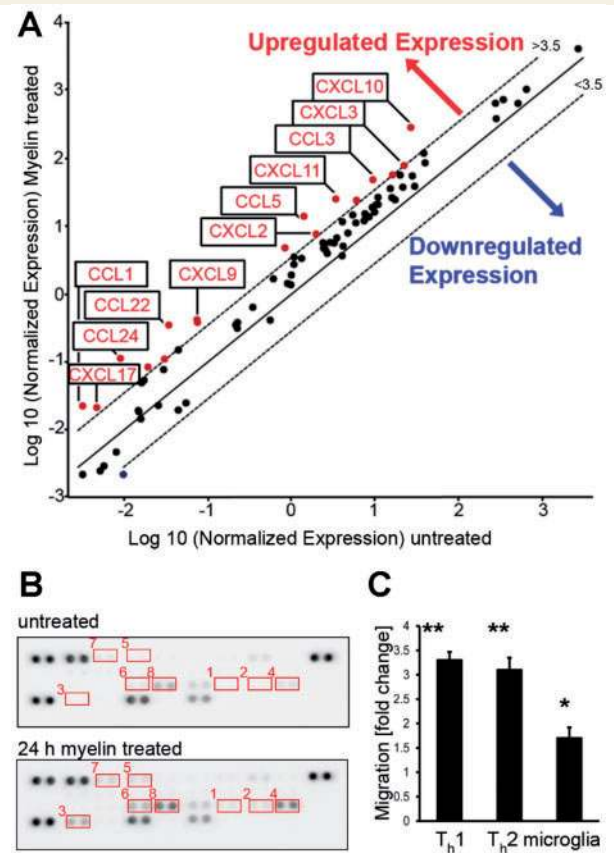 A
Upregulated Expression
>3.5
<3.5
CXCL10
CXCL3
CCL3
CXCL11
CCL5
CXCL2
CCL1
CXCL9
CCL22
CCL24
CXCL17
Downregulated
Expression
4
3
2
1
0
-1
-2
-3
Log 10 (Normalized Expression) Myelin treated
-2 -1 0 1 2 3
Log 10 (Normalized Expression) untreated
B
untreated
7 5
6 8 1 2 4
3
24 h myelin treated
7 5
6 8 1 2 4
3
C
Migration [fold change]
4
3.5
3
2.5
2
1.5
1
0.5
0
** ** *
Th1 Th2 microglia